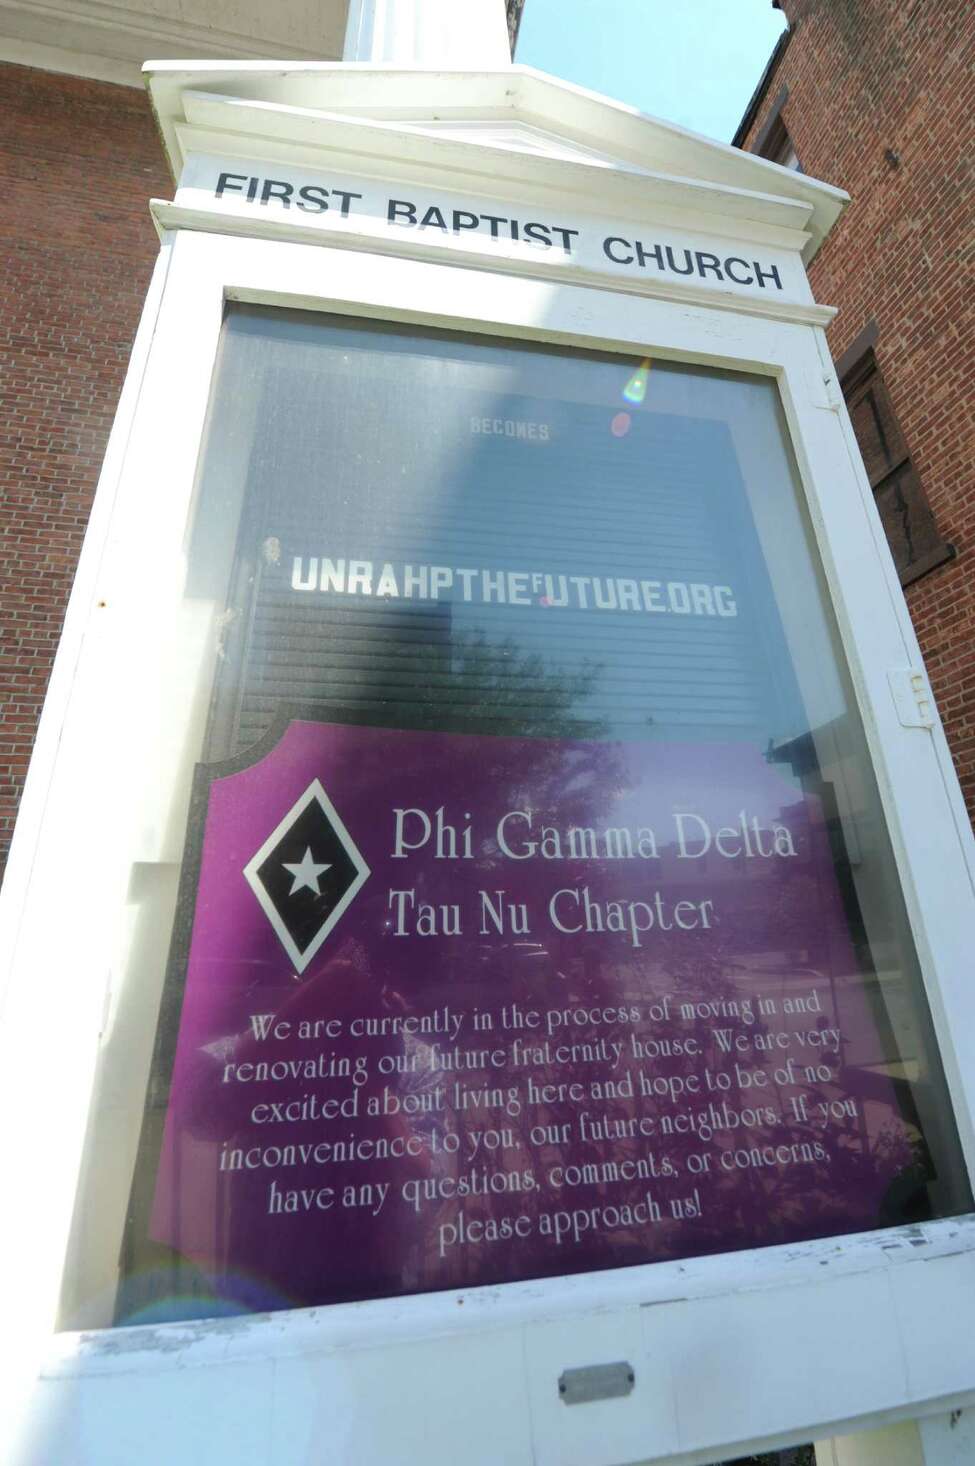 FIRST BAPTIST CHURCH
BECOMES
UNRAHPTHEFUTURE.ORG
Phi Gamma Delta
Tau Nu Chapter
We are currently in the process of moving in and
renovating our future fraternity house. We are very
excited about living here and hope to be of no
inconvenience to you, our future neighbors. If you
have any questions, comments, or concerns,
please approach us!